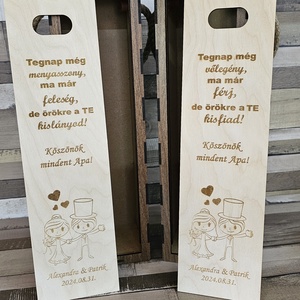 Tegnap még
menyasszony,
ma már
feleség,
de örökre a TE
kislányod!
Köszönök
mindent Apa!
Alexandra & Patrik
2024.08.31.
Tegnap még
vőlegény,
ma már
férj,
de örökre a TE
kisfiad!
Köszönök
mindent Apa!
Alexandra & Patrik
2024.08.31.